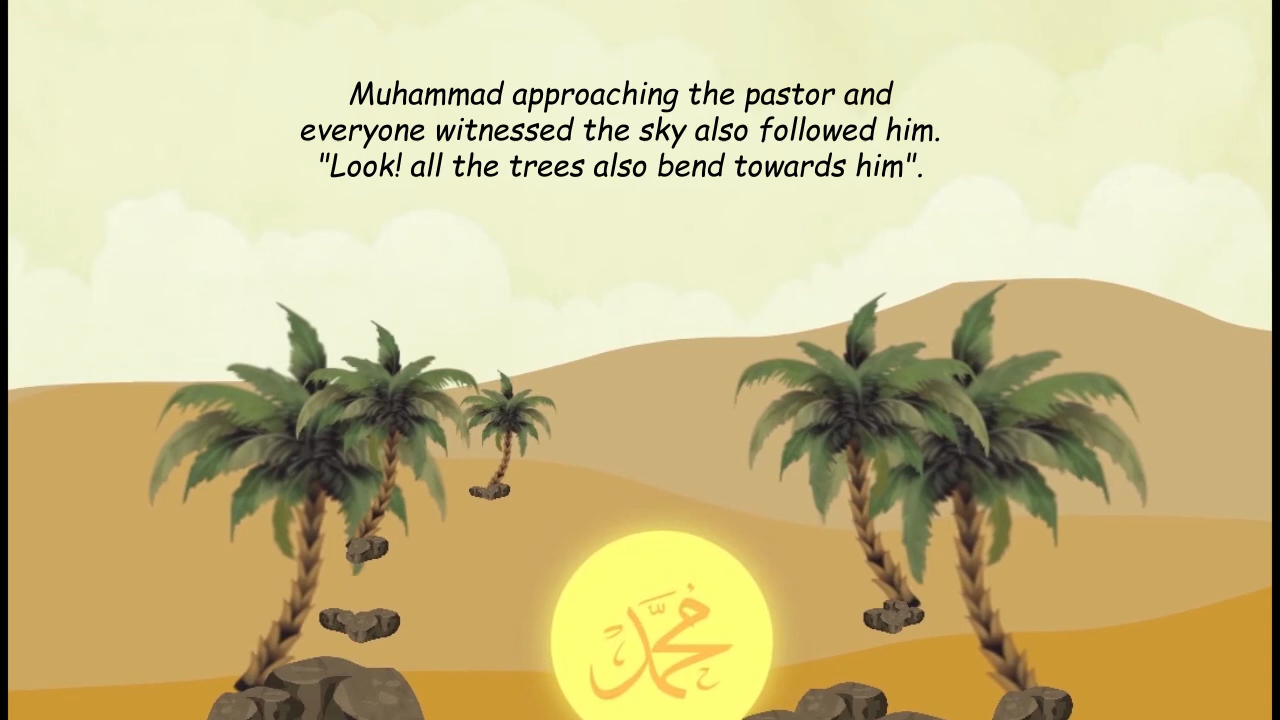 Muhammad approaching the pastor and
everyone witnessed the sky also followed him.
"Look! all the trees also bend towards him".
محمد